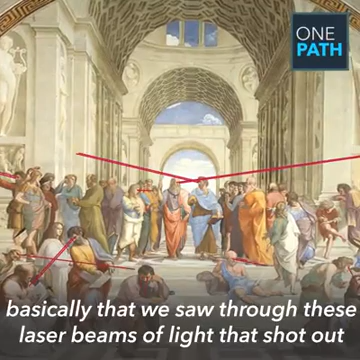 ONE
PATH
basically that we saw through these
laser beams of light that shot out